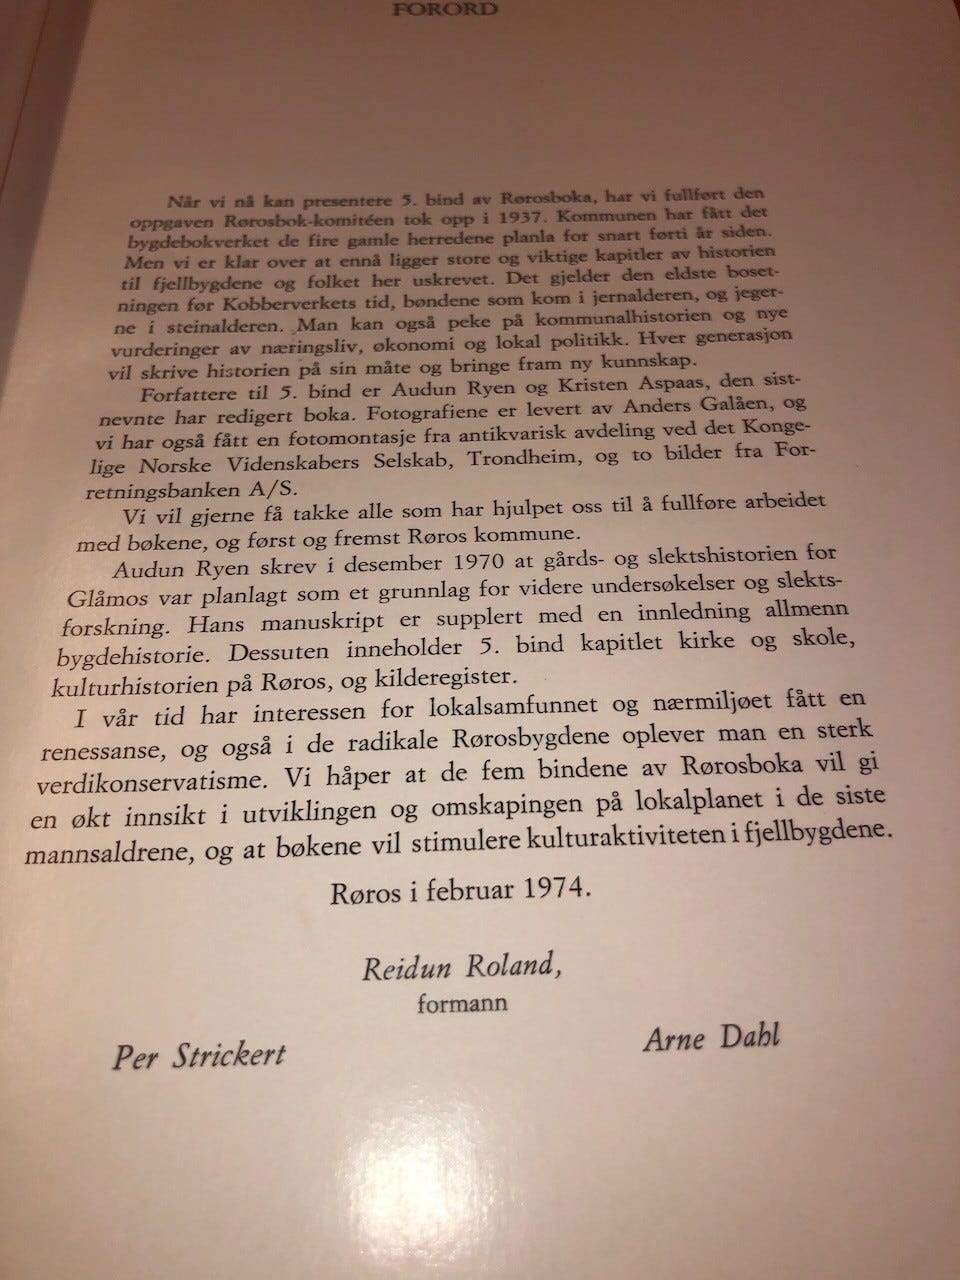 FORORD
Når vi nå kan presentere 5. bind av Rørosboka, har vi fullført den
oppgaven Rørosbok-komitéen tok opp i 1937. Kommunen har fått det
bygdebokverket de fire gamle herredene planla for snart førti år siden.
Men vi er klar over at ennå ligger store og viktige kapitler av historien
til fjellbygdene og folket her uskrevet. Det gjelder den eldste boset-
ningen før Kobberverkets tid, bøndene som kom i jernalderen, og jeger-
ne i steinalderen. Man kan også peke på kommunalhistorien og nye
vurderinger av næringsliv, økonomi og lokal politikk. Hver generasjon
vil skrive historien på sin måte og bringe fram ny kunnskap.
Forfattere til 5. bind er Audun Ryen og Kristen Aspaas, den sist-
nevnte har redigert boka. Fotografiene er levert av Anders Galåen, og
vi har også fått en fotomontasje fra antikvarisk avdeling ved det Konge-
lige Norske Videnskabers Selskab, Trondheim, og to bilder fra For-
retningsbanken A/S.
Vi vil gjerne få takke alle som har hjulpet oss til å fullføre arbeidet
med bøkene, og først og fremst Røros kommune.
Audun Ryen skrev i desember 1970 at gårds- og slektshistorien for
Glåmos var planlagt som et grunnlag for videre undersøkelser og slekts-
forskning. Hans manuskript er supplert med en innledning allmenn
bygdehistorie. Dessuten inneholder 5. bind kapitlet kirke og skole,
kulturhistorien på Røros, og kilderegister.
I vår tid har interessen for lokalsamfunnet og nærmiljøet fått en
renessanse, og også i de radikale Rørosbygdene oplever man en sterk
verdikonservatisme. Vi håper at de fem bindene av Rørosboka vil gi
en økt innsikt i utviklingen og omskapingen på lokalplanet i de siste
mannsaldrene, og at bøkene vil stimulere kulturaktiviteten i fjellbygdene.
Røros i februar 1974.
Reidun Roland,
formann
Per Strickert
Arne Dahl